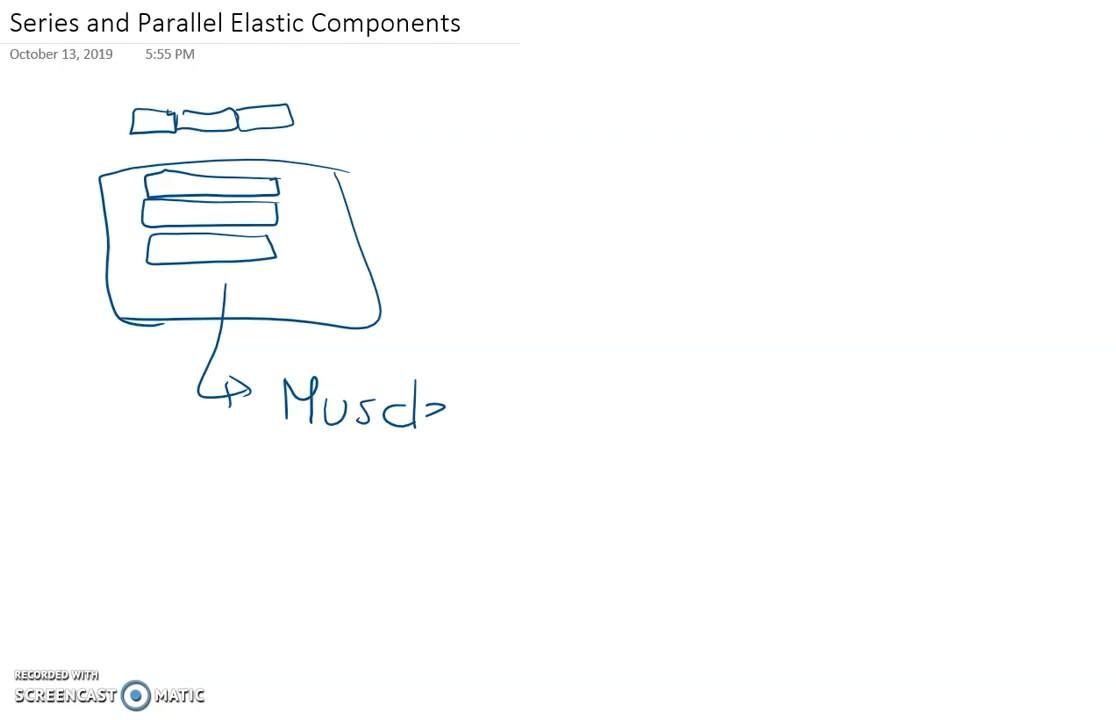 Series and Parallel Elastic Components
October 13, 2019 5:55 PM
Muscle
RECORDED WITH
SCREENCAST MATIC